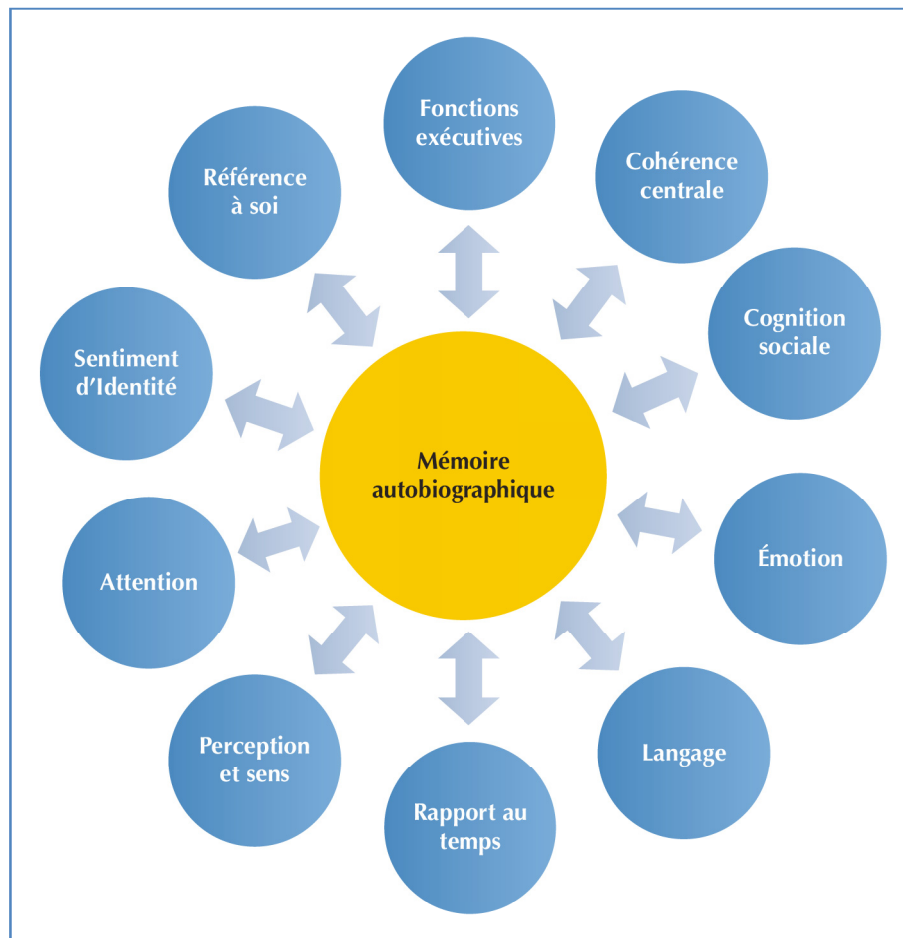 Fonctions
exécutives
Cohérence
centrale
Cognition
sociale
Émotion
Langage
Rapport au
temps
Perception
et sens
Attention
Sentiment
d'Identité
Référence
à soi
Mémoire
autobiographique